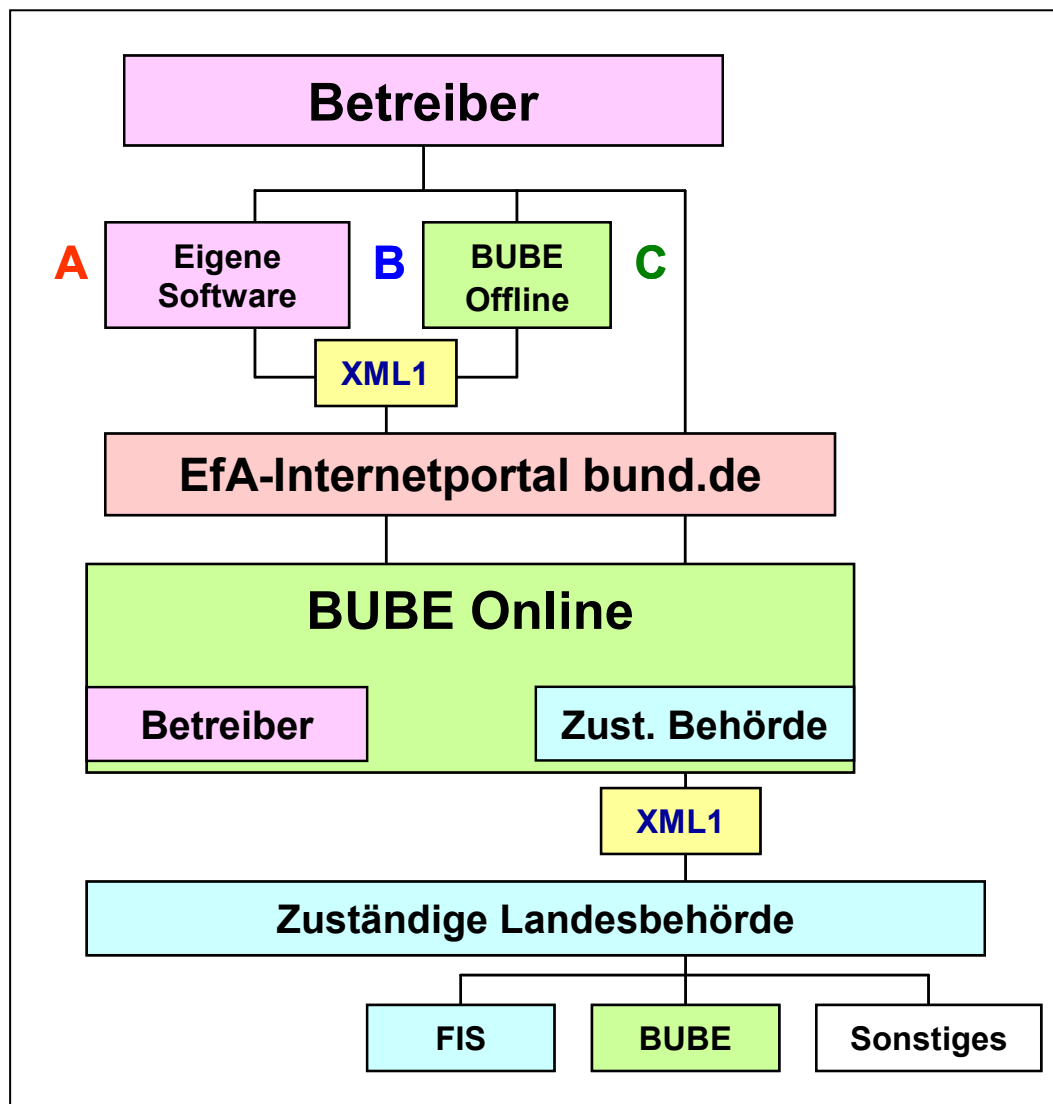 Betreiber
A
Eigene
Software
B
BUBE
Offline
C
XML1
EfA-Internetportal bund.de
BUBE Online
Betreiber
Zust. Behörde
XML1
Zuständige Landesbehörde
FIS
BUBE
Sonstiges